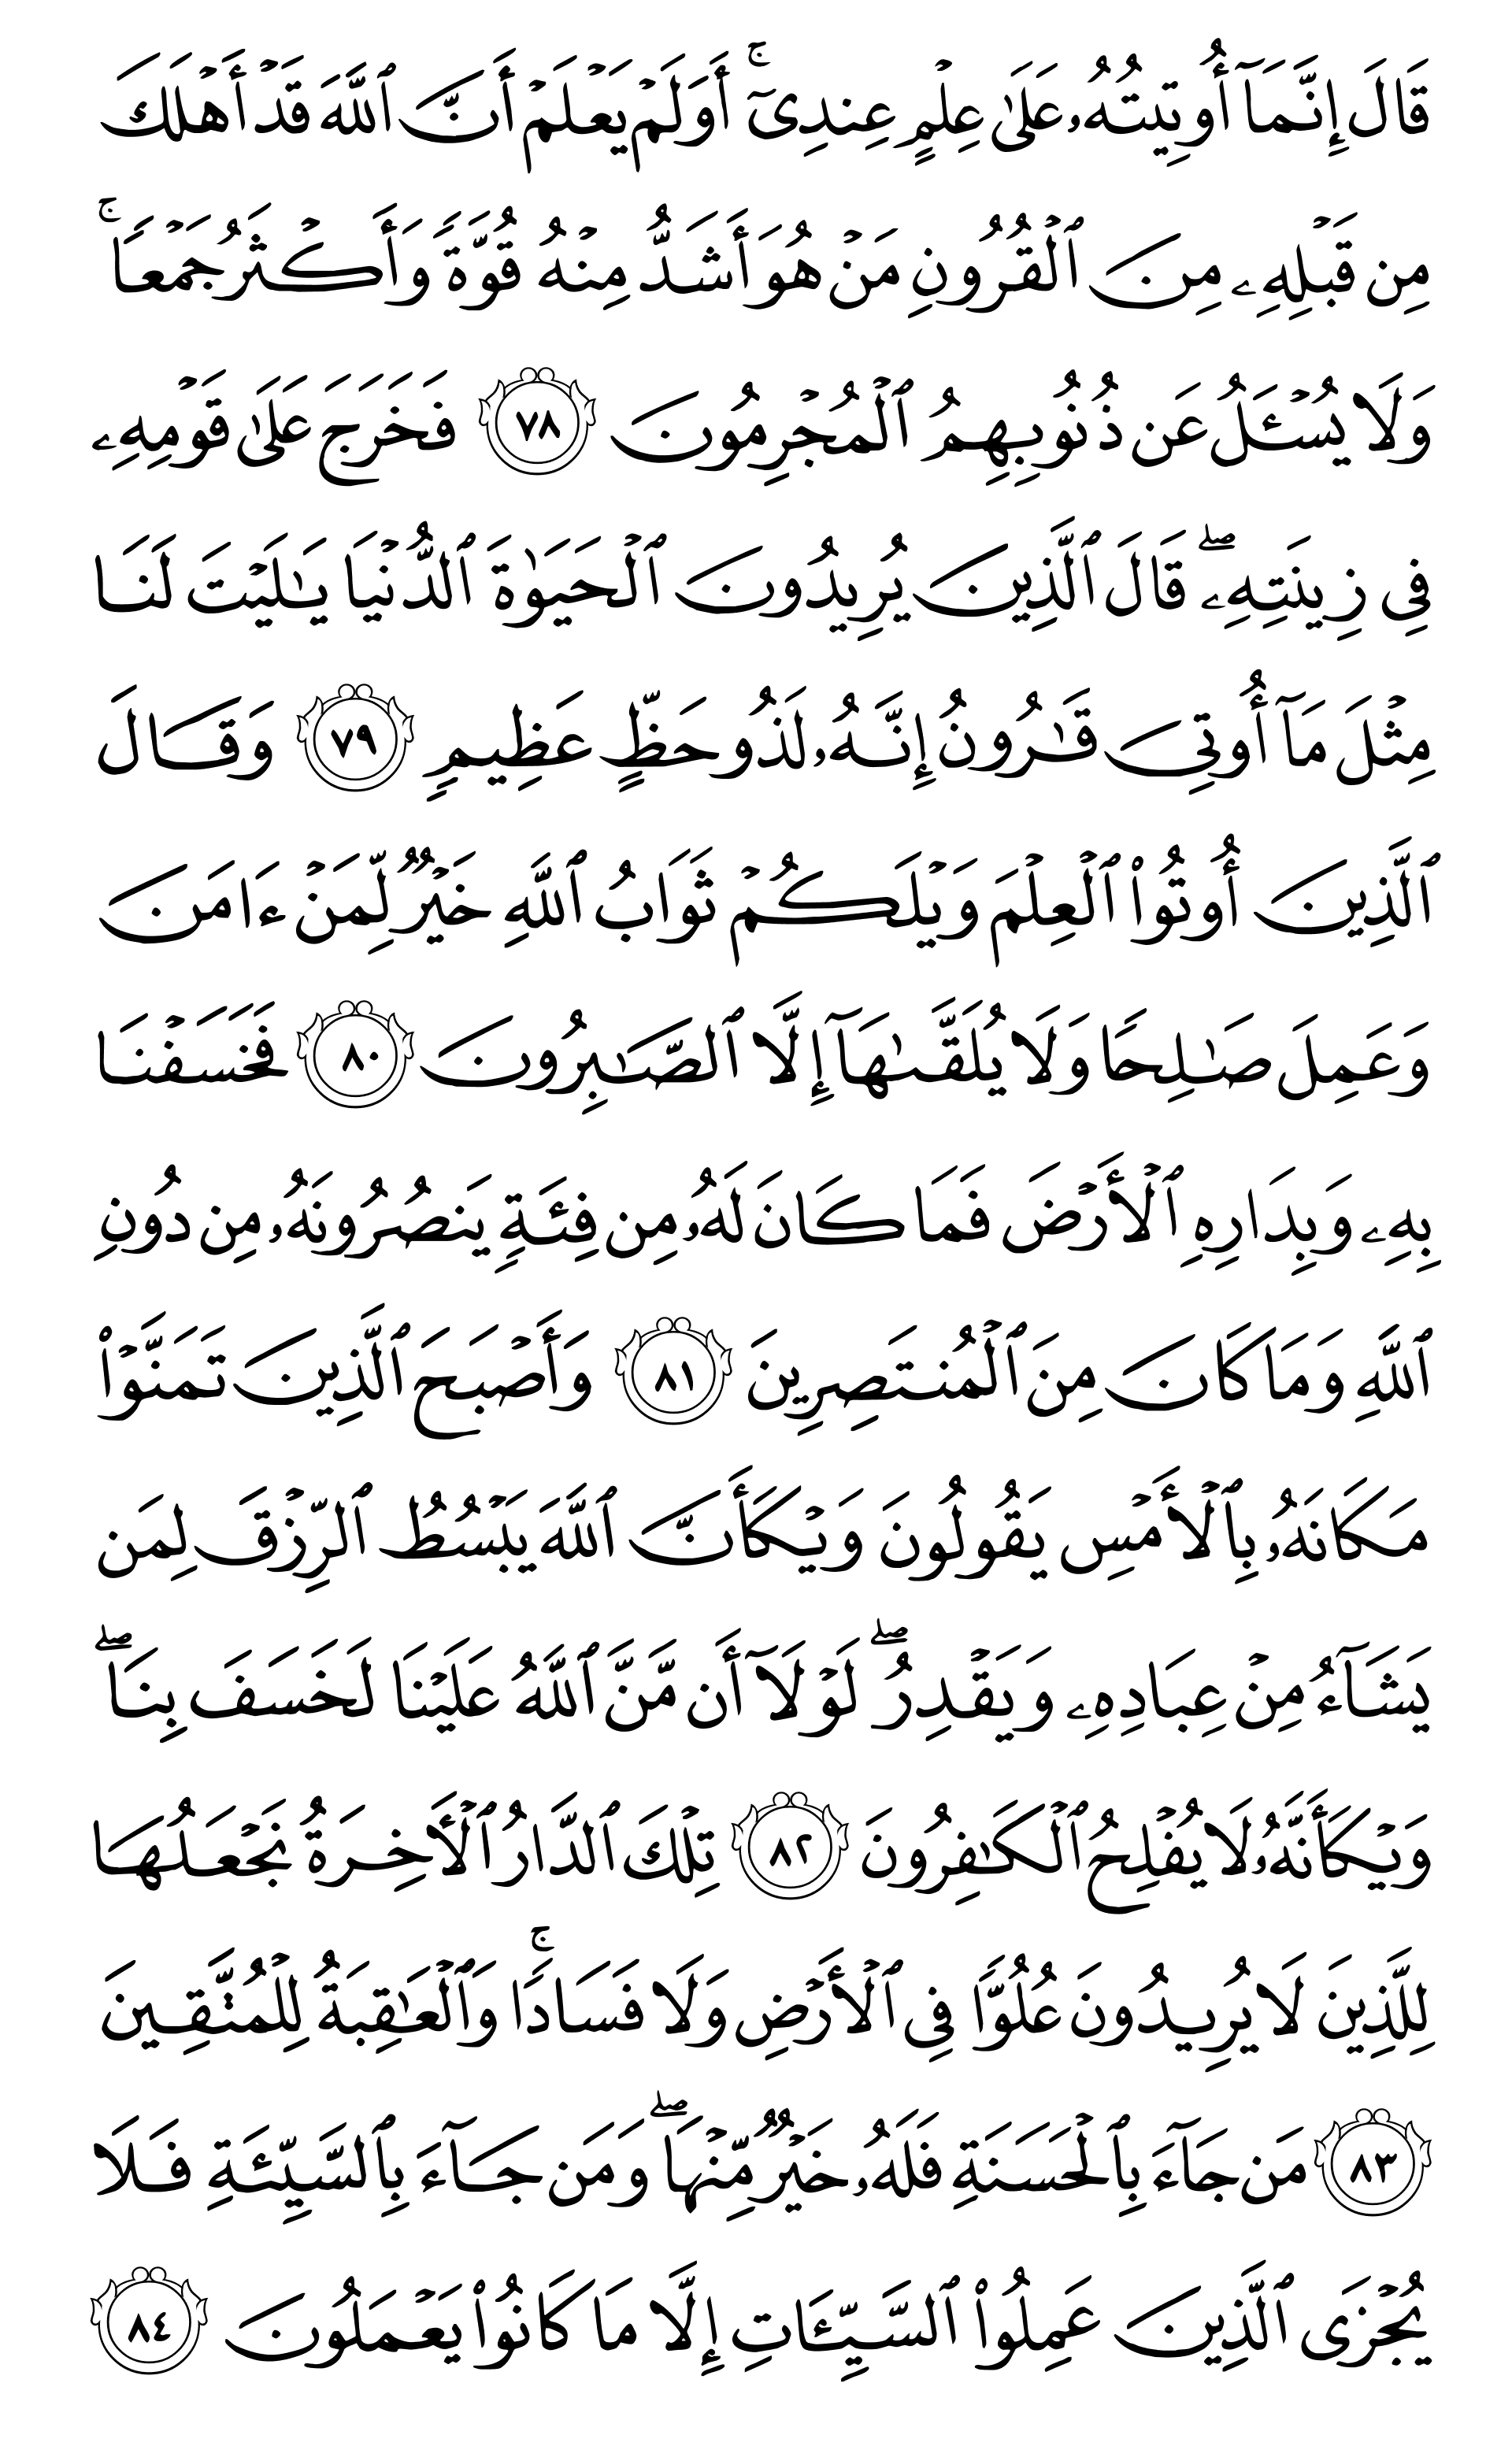 قَالَ إِنَّمَآ أُوتِيتُهُۥ عَلَىٰ عِلْمٍ عِندِىٓ ۚ أَوَلَمْ يَعْلَمْ أَنَّ ٱللَّهَ قَدْ أَهْلَكَ
مِن قَبْلِهِۦ مِنَ ٱلْقُرُونِ مَنْ هُوَ أَشَدُّ مِنْهُ قُوَّةً وَأَكْثَرُ جَمْعًا ۚ
وَلَا يُسْـَٔلُ عَن ذُنُوبِهِمُ ٱلْمُجْرِمُونَ ٧٨ فَخَرَجَ عَلَىٰ قَوْمِهِۦ
فِى زِينَتِهِۦ ۖ قَالَ ٱلَّذِينَ يُرِيدُونَ ٱلْحَيَوٰةَ ٱلدُّنْيَا يَـٰلَيْتَ لَنَا
مِثْلَ مَآ أُوتِىَ قَـٰرُونُ إِنَّهُۥ لَذُو حَظٍّ عَظِيمٍ ٧٩ وَقَالَ
ٱلَّذِينَ أُوتُوا۟ ٱلْعِلْمَ وَيْلَكُمْ ثَوَابُ ٱللَّهِ خَيْرٌ لِّمَنْ ءَامَنَ
وَعَمِلَ صَـٰلِحًا وَلَا يُلَقَّىٰهَآ إِلَّا ٱلصَّـٰبِرُونَ ٨٠ فَخَسَفْنَا
بِهِۦ وَبِدَارِهِ ٱلْأَرْضَ فَمَا كَانَ لَهُۥ مِن فِئَةٍ يَنصُرُونَهُۥ مِن دُونِ
ٱللَّهِ وَمَا كَانَ مِنَ ٱلْمُنتَصِرِينَ ٨١ وَأَصْبَحَ ٱلَّذِينَ تَمَنَّوْا۟
مَكَانَهُۥ بِٱلْأَمْسِ يَقُولُونَ وَيْكَأَنَّ ٱللَّهَ يَبْسُطُ ٱلرِّزْقَ لِمَن
يَشَآءُ مِنْ عِبَادِهِۦ وَيَقْدِرُ ۖ لَوْلَآ أَن مَّنَّ ٱللَّهُ عَلَيْنَا لَخَسَفَ بِنَا ۖ
وَيْكَأَنَّهُۥ لَا يُفْلِحُ ٱلْكَـٰفِرُونَ ٨٢ تِلْكَ ٱلدَّارُ ٱلْأَخِرَةُ نَجْعَلُهَا
لِلَّذِينَ لَا يُرِيدُونَ عُلُوًّا فِى ٱلْأَرْضِ وَلَا فَسَادًا ۚ وَٱلْعَـٰقِبَةُ لِلْمُتَّقِينَ
٨٣ مَن جَآءَ بِٱلْحَسَنَةِ فَلَهُۥ خَيْرٌ مِّنْهَا ۖ وَمَن جَآءَ بِٱلسَّيِّئَةِ فَلَا
يُجْزَى ٱلَّذِينَ عَمِلُوا۟ ٱلسَّيِّـَٔاتِ إِلَّا مَا كَانُوا۟ يَعْمَلُونَ ٨٤